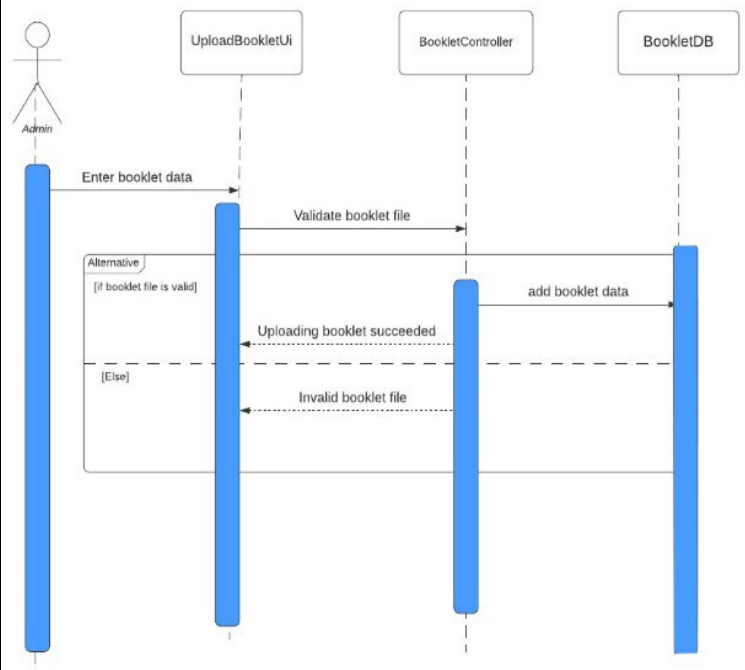 UploadBookletUi
BookletController
BookletDB
Admin
Enter booklet data
Validate booklet file
Alternative
[if booklet file is valid]
add booklet data
Uploading booklet succeeded
[Else]
Invalid booklet file